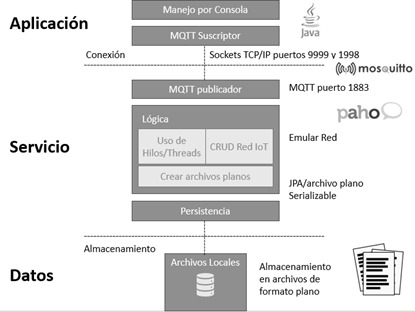 Aplicación
Manejo por Consola
Java
MQTT Suscriptor
Conexión
Sockets TCP/IP puertos 9999 y 1998
mosquitto
MQTT publicador
MQTT puerto 1883
paho
Servicio
Lógica
Uso de
Hilos/Threads
CRUD Red IoT
Emular Red
Crear archivos planos
JPA/archivo plano
Serializable
Persistencia
Almacenamiento
Datos
Archivos Locales
Almacenamiento
en archivos de
formato plano